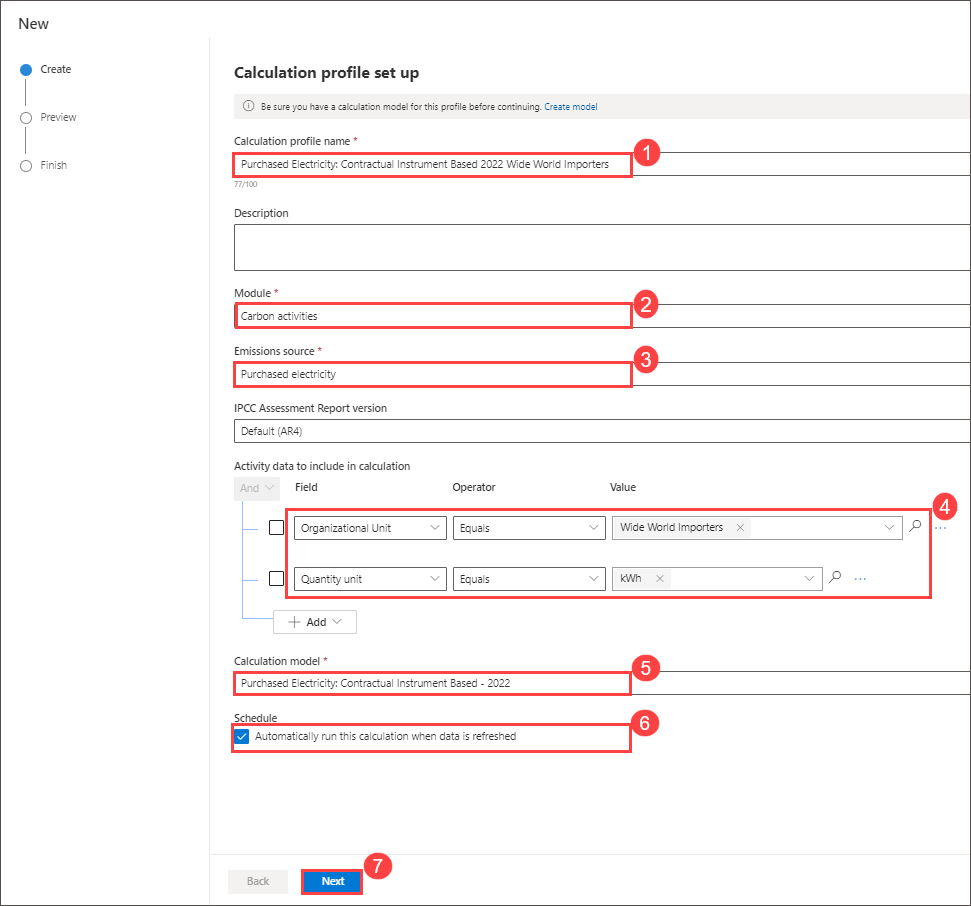 New
Create
Preview
Finish
Calculation profile set up
Be sure you have a calculation model for this profile before continuing. Create model
Calculation profile name *
1
Purchased Electricity: Contractual Instrument Based 2022 Wide World Importers
77/100
Description
Module *
2
Carbon activities
Emissions source *
3
Purchased electricity
IPCC Assessment Report version
Default (AR4)
Activity data to include in calculation
And Field Operator Value
4
Organizational Unit Equals Wide World Importers
Quantity unit Equals kWh
Add
Calculation model *
5
Purchased Electricity: Contractual Instrument Based - 2022
Schedule
6
Automatically run this calculation when data is refreshed
7
Back Next